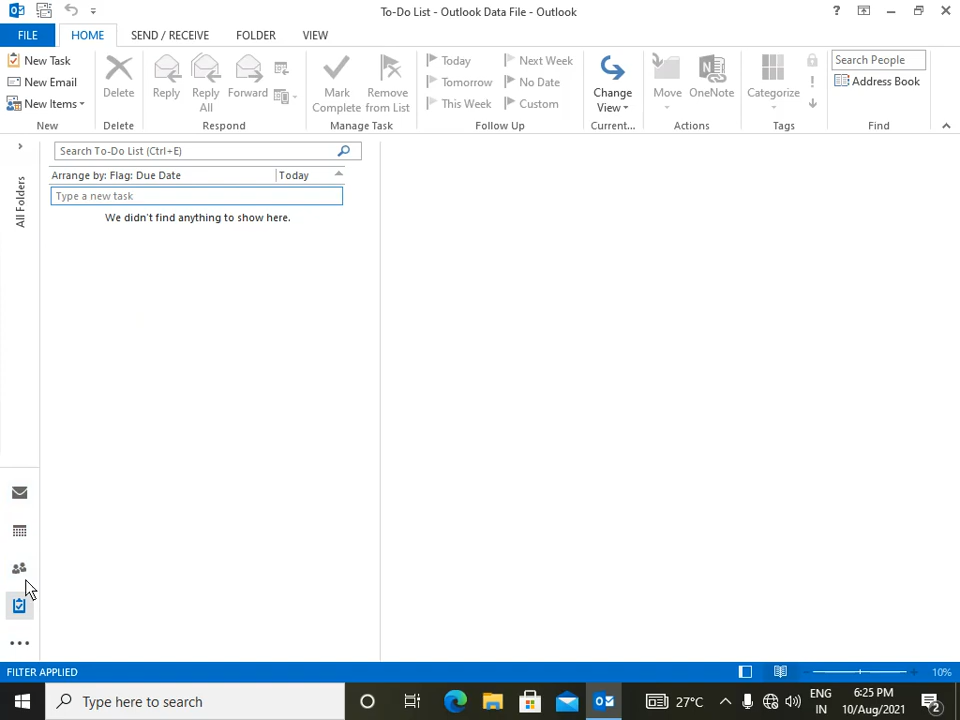 To-Do List - Outlook Data File - Outlook
FILE HOME SEND / RECEIVE FOLDER VIEW
New Task
New Email
New Items
New
Delete
Delete
Reply
Reply All
Forward
Respond
Mark Complete
Remove from List
Manage Task
Today
Tomorrow
This Week
Next Week
No Date
Custom
Follow Up
Change View
Current...
Move
OneNote
Actions
Categorize
Tags
Search People
Address Book
Find
All Folders
Search To-Do List (Ctrl+E)
Arrange by: Flag: Due Date Today
Type a new task
We didn't find anything to show here.
FILTER APPLIED
10%
Type here to search
27°C
ENG
IN
6:25 PM
10/Aug/2021
2